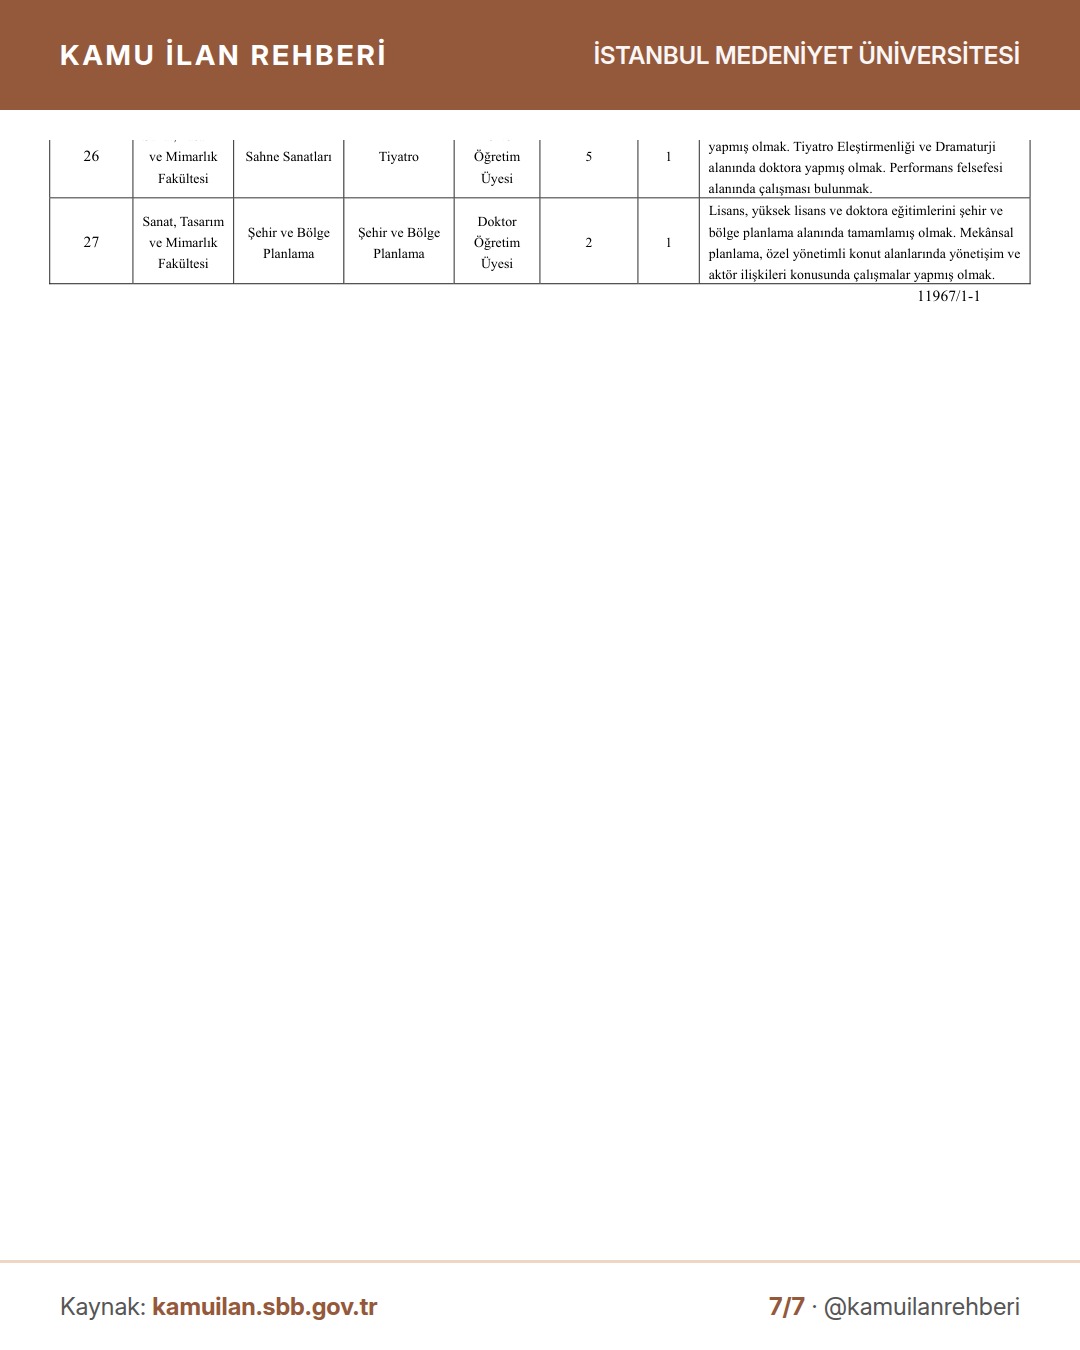 KAMU İLAN REHBERİ
İSTANBUL MEDENİYET ÜNİVERSİTESİ
26
ve Mimarlık
Fakültesi
Sahne Sanatları
Tiyatro
Öğretim
Üyesi
5
1
yapmış olmak. Tiyatro Eleştirmenliği ve Dramaturji
alanında doktora yapmış olmak. Performans felsefesi
alanında çalışması bulunmak.
27
Sanat, Tasarım
ve Mimarlık
Fakültesi
Şehir ve Bölge
Planlama
Şehir ve Bölge
Planlama
Doktor
Öğretim
Üyesi
2
1
Lisans, yüksek lisans ve doktora eğitimlerini şehir ve
bölge planlama alanında tamamlamış olmak. Mekânsal
planlama, özel yönetimli konut alanlarında yönetişim ve
aktör ilişkileri konusunda çalışmalar yapmış olmak.
11967/1-1
Kaynak: kamuilan.sbb.gov.tr
7/7 · @kamuilanrehberi